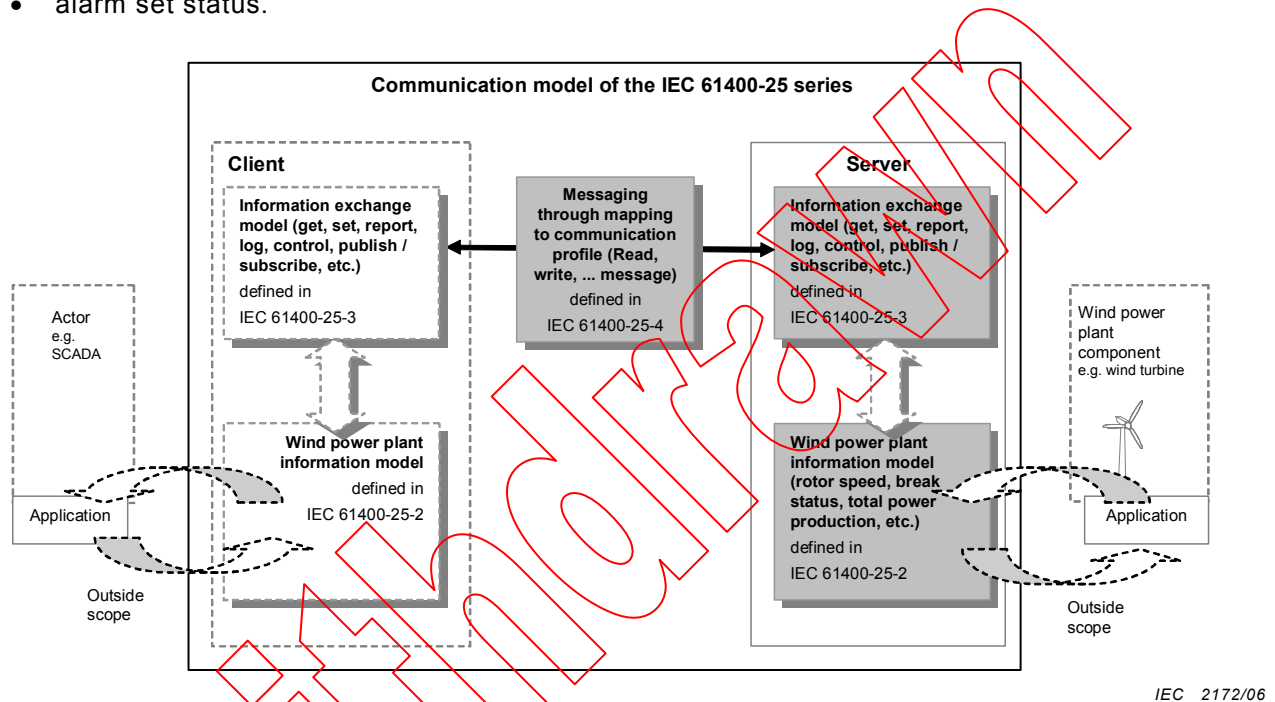 • alarm set status.
Communication model of the IEC 61400-25 series
Client
Information exchange
model (get, set, report,
log, control, publish /
subscribe, etc.)
defined in
IEC 61400-25-3
Wind power plant
information model
defined in
IEC 61400-25-2
Messaging
through mapping
to communication
profile (Read,
write, ... message)
defined in
IEC 61400-25-4
Server
Information exchange
model (get, set, report,
log, control, publish /
subscribe, etc.)
defined in
IEC 61400-25-3
Wind power plant
information model
(rotor speed, break
status, total power
production, etc.)
defined in
IEC 61400-25-2
Actor
e.g.
SCADA
Application
Outside
scope
Wind power
plant
component
e.g. wind turbine
Application
Outside
scope
IEC 2172/06